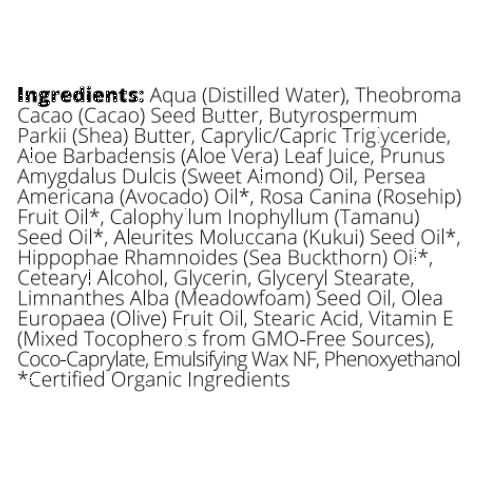 Ingredients: Aqua (Distilled Water), Theobroma
Cacao (Cacao) Seed Butter, Butyrospermum
Parkii (Shea) Butter, Caprylic/Capric Triglyceride,
Aloe Barbadensis (Aloe Vera) Leaf Juice, Prunus
Amygdalus Dulcis (Sweet Almond) Oil, Persea
Americana (Avocado) Oil*, Rosa Canina (Rosehip)
Fruit Oil*, Calophyllum Inophyllum (Tamanu)
Seed Oil*, Aleurites Moluccana (Kukui) Seed Oil*,
Hippophae Rhamnoides (Sea Buckthorn) Oil*,
Cetearyl Alcohol, Glycerin, Glyceryl Stearate,
Limnanthes Alba (Meadowfoam) Seed Oil, Olea
Europaea (Olive) Fruit Oil, Stearic Acid, Vitamin E
(Mixed Tocopherols from GMO-Free Sources),
Coco-Caprylate, Emulsifying Wax NF, Phenoxyethanol
*Certified Organic Ingredients